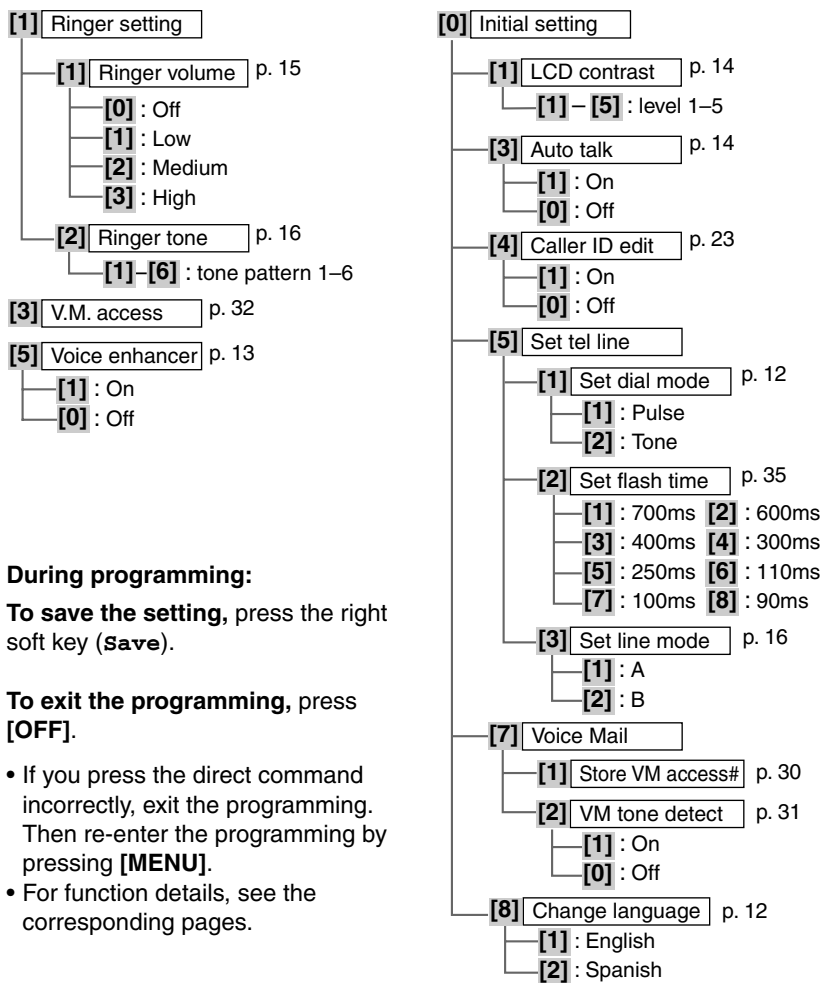 [1] Ringer setting
[1] Ringer volume p. 15
[0] : Off
[1] : Low
[2] : Medium
[3] : High
[2] Ringer tone p. 16
[1]–[6] : tone pattern 1–6
[3] V.M. access p. 32
[5] Voice enhancer p. 13
[1] : On
[0] : Off
During programming:
To save the setting, press the right
soft key (Save).
To exit the programming, press
[OFF].
• If you press the direct command
incorrectly, exit the programming.
Then re-enter the programming by
pressing [MENU].
• For function details, see the
corresponding pages.
[0] Initial setting
[1] LCD contrast p. 14
[1] – [5] : level 1–5
[3] Auto talk p. 14
[1] : On
[0] : Off
[4] Caller ID edit p. 23
[1] : On
[0] : Off
[5] Set tel line
[1] Set dial mode p. 12
[1] : Pulse
[2] : Tone
[2] Set flash time p. 35
[1] : 700ms [2] : 600ms
[3] : 400ms [4] : 300ms
[5] : 250ms [6] : 110ms
[7] : 100ms [8] : 90ms
[3] Set line mode p. 16
[1] : A
[2] : B
[7] Voice Mail
[1] Store VM access# p. 30
[2] VM tone detect p. 31
[1] : On
[0] : Off
[8] Change language p. 12
[1] : English
[2] : Spanish